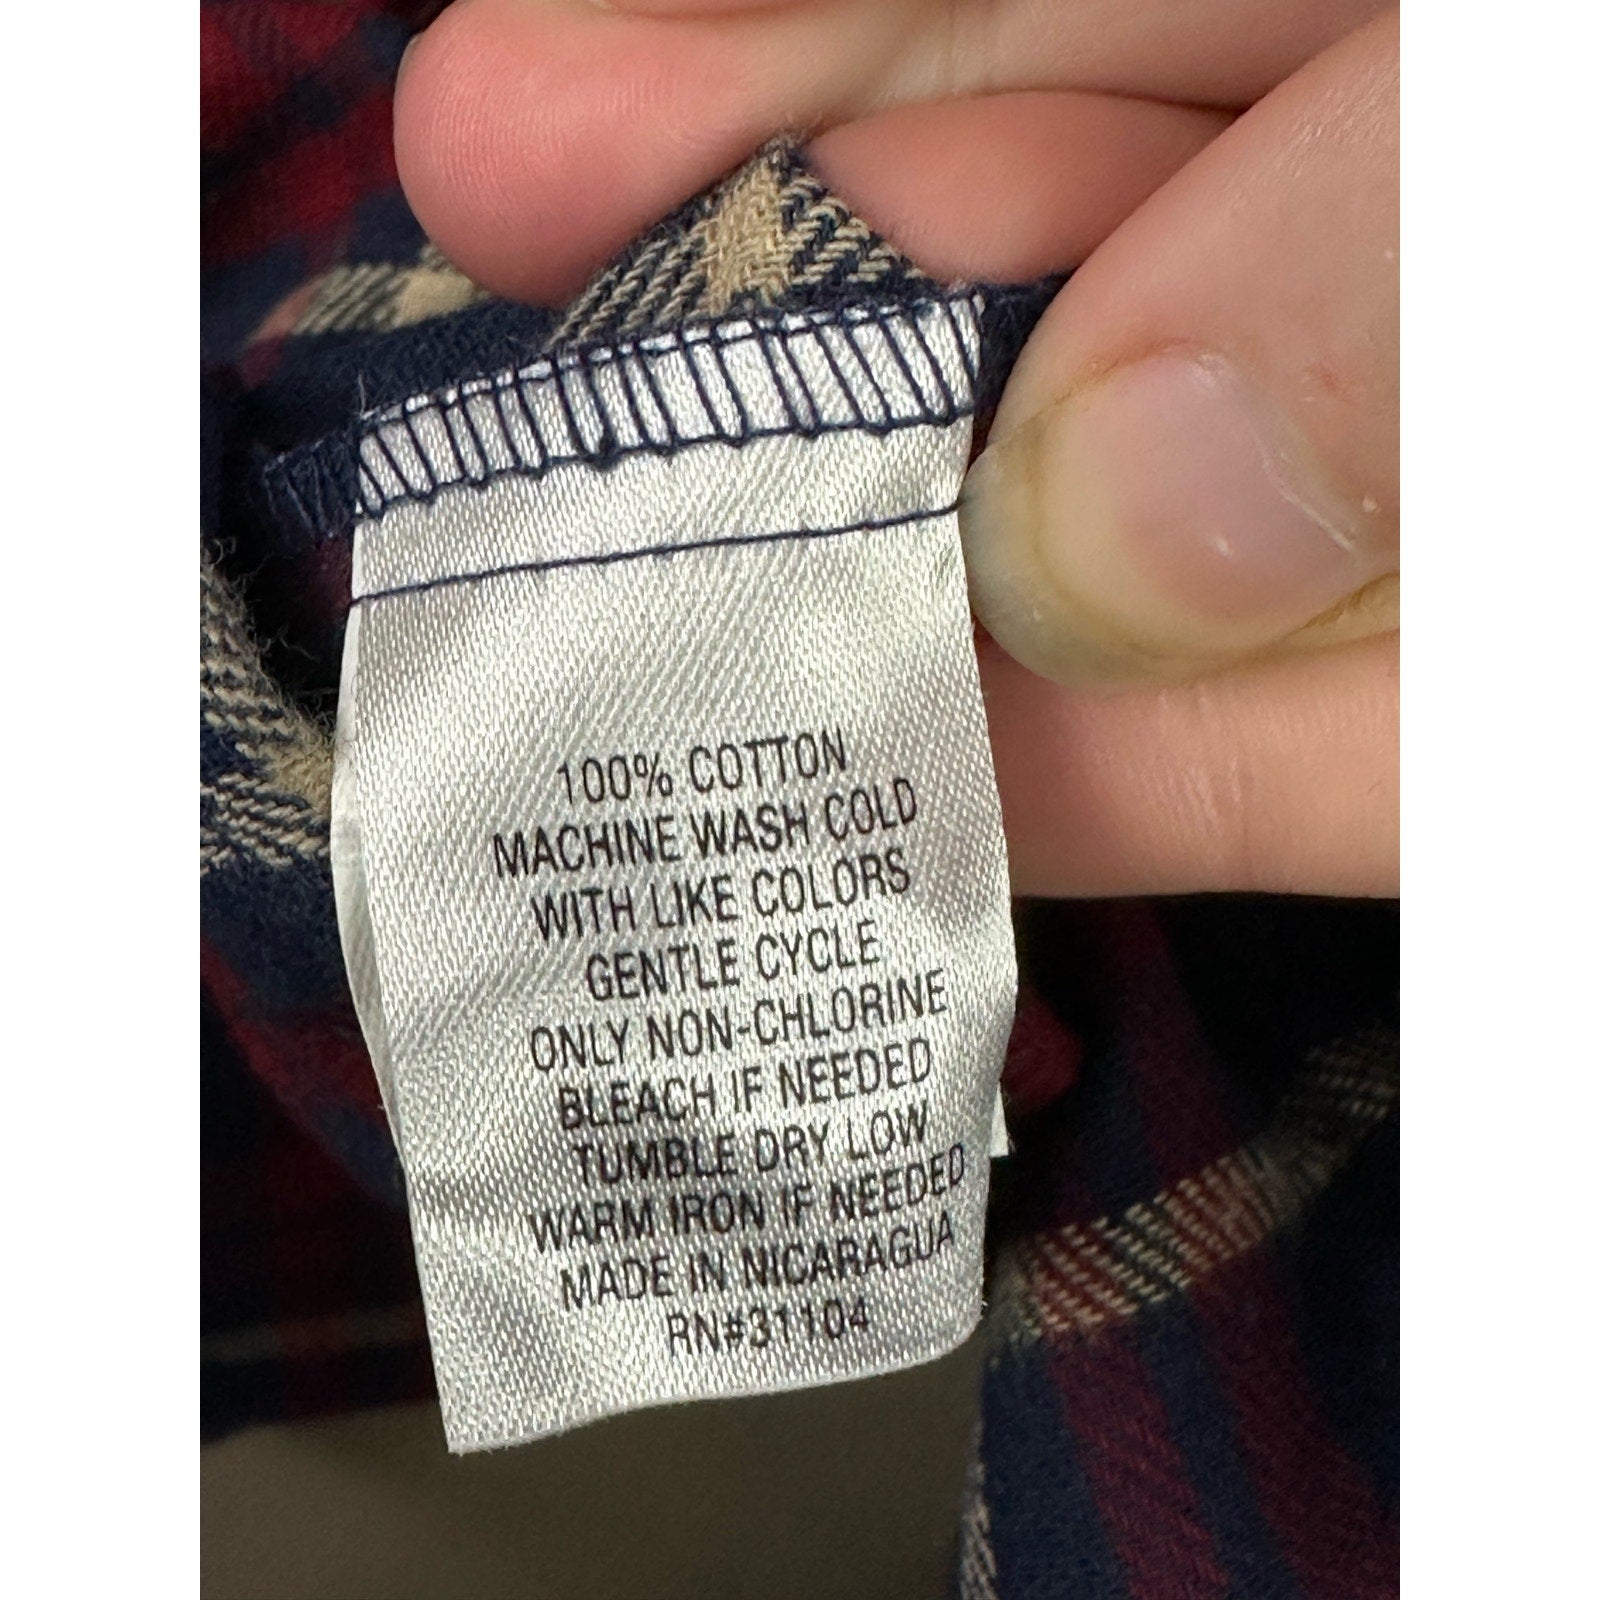 100% COTTON
MACHINE WASH COLD
WITH LIKE COLORS
GENTLE CYCLE
ONLY NON-CHLORINE
BLEACH IF NEEDED
TUMBLE DRY LOW
WARM IRON IF NEEDED
MADE IN NICARAGUA
RN#31104